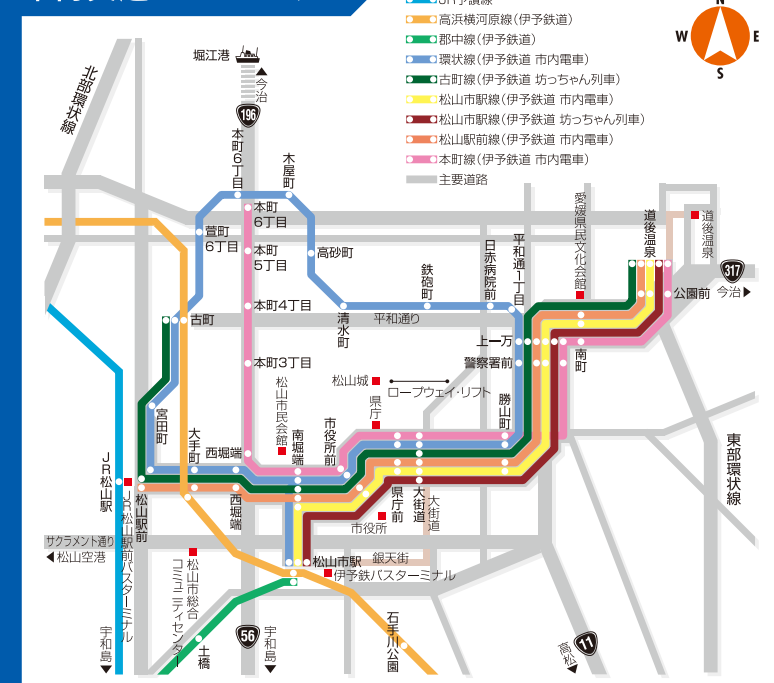 高浜横河原線(伊予鉄道)
郡中線(伊予鉄道)
環状線(伊予鉄道 市内電車)
古町線(伊予鉄道 坊っちゃん列車)
松山市駅線(伊予鉄道 市内電車)
松山市駅線(伊予鉄道 坊っちゃん列車)
松山駅前線(伊予鉄道 市内電車)
本町線(伊予鉄道 市内電車)
主要道路
N
W
E
S
堀江港
▲今治
196
北部環状線
本町6丁目
木屋町
本町
6丁目
萱町
6丁目
本町
5丁目
高砂町
本町4丁目
古町
清水町
鉄砲町
平和通り
日赤病院前
平和通1丁目
愛媛県民文化会館
道後温泉
道後温泉
317
今治▶
公園前
上一万
警察署前
南町
本町3丁目
松山城
ロープウェイ・リフト
県庁
勝山町
松山市民会館
宮田町
大手町
西堀端
南堀端
市役所前
JR松山駅
JR松山駅前バスターミナル
松山駅前
西堀端
県庁前
大街道
大街道
市役所
東部環状線
サクラメント通り
◀松山空港
松山市総合
コミュニティセンター
松山市駅
銀天街
伊予鉄バスターミナル
宇和島▼
土橋
56
宇和島▼
石手川公園
高松▼
11